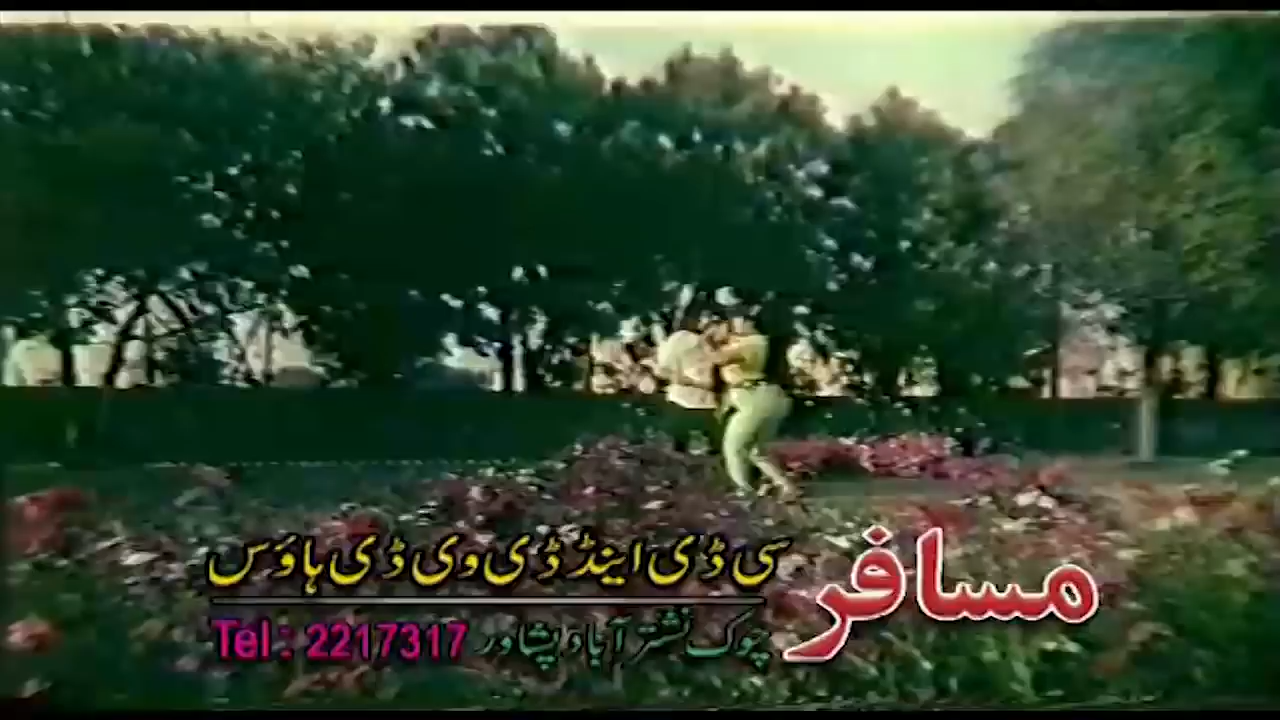 مسافر
سی ڈی اینڈ ڈی وی ڈی ہاؤس
چوک نشتر آباد پشاور Tel : 2217317